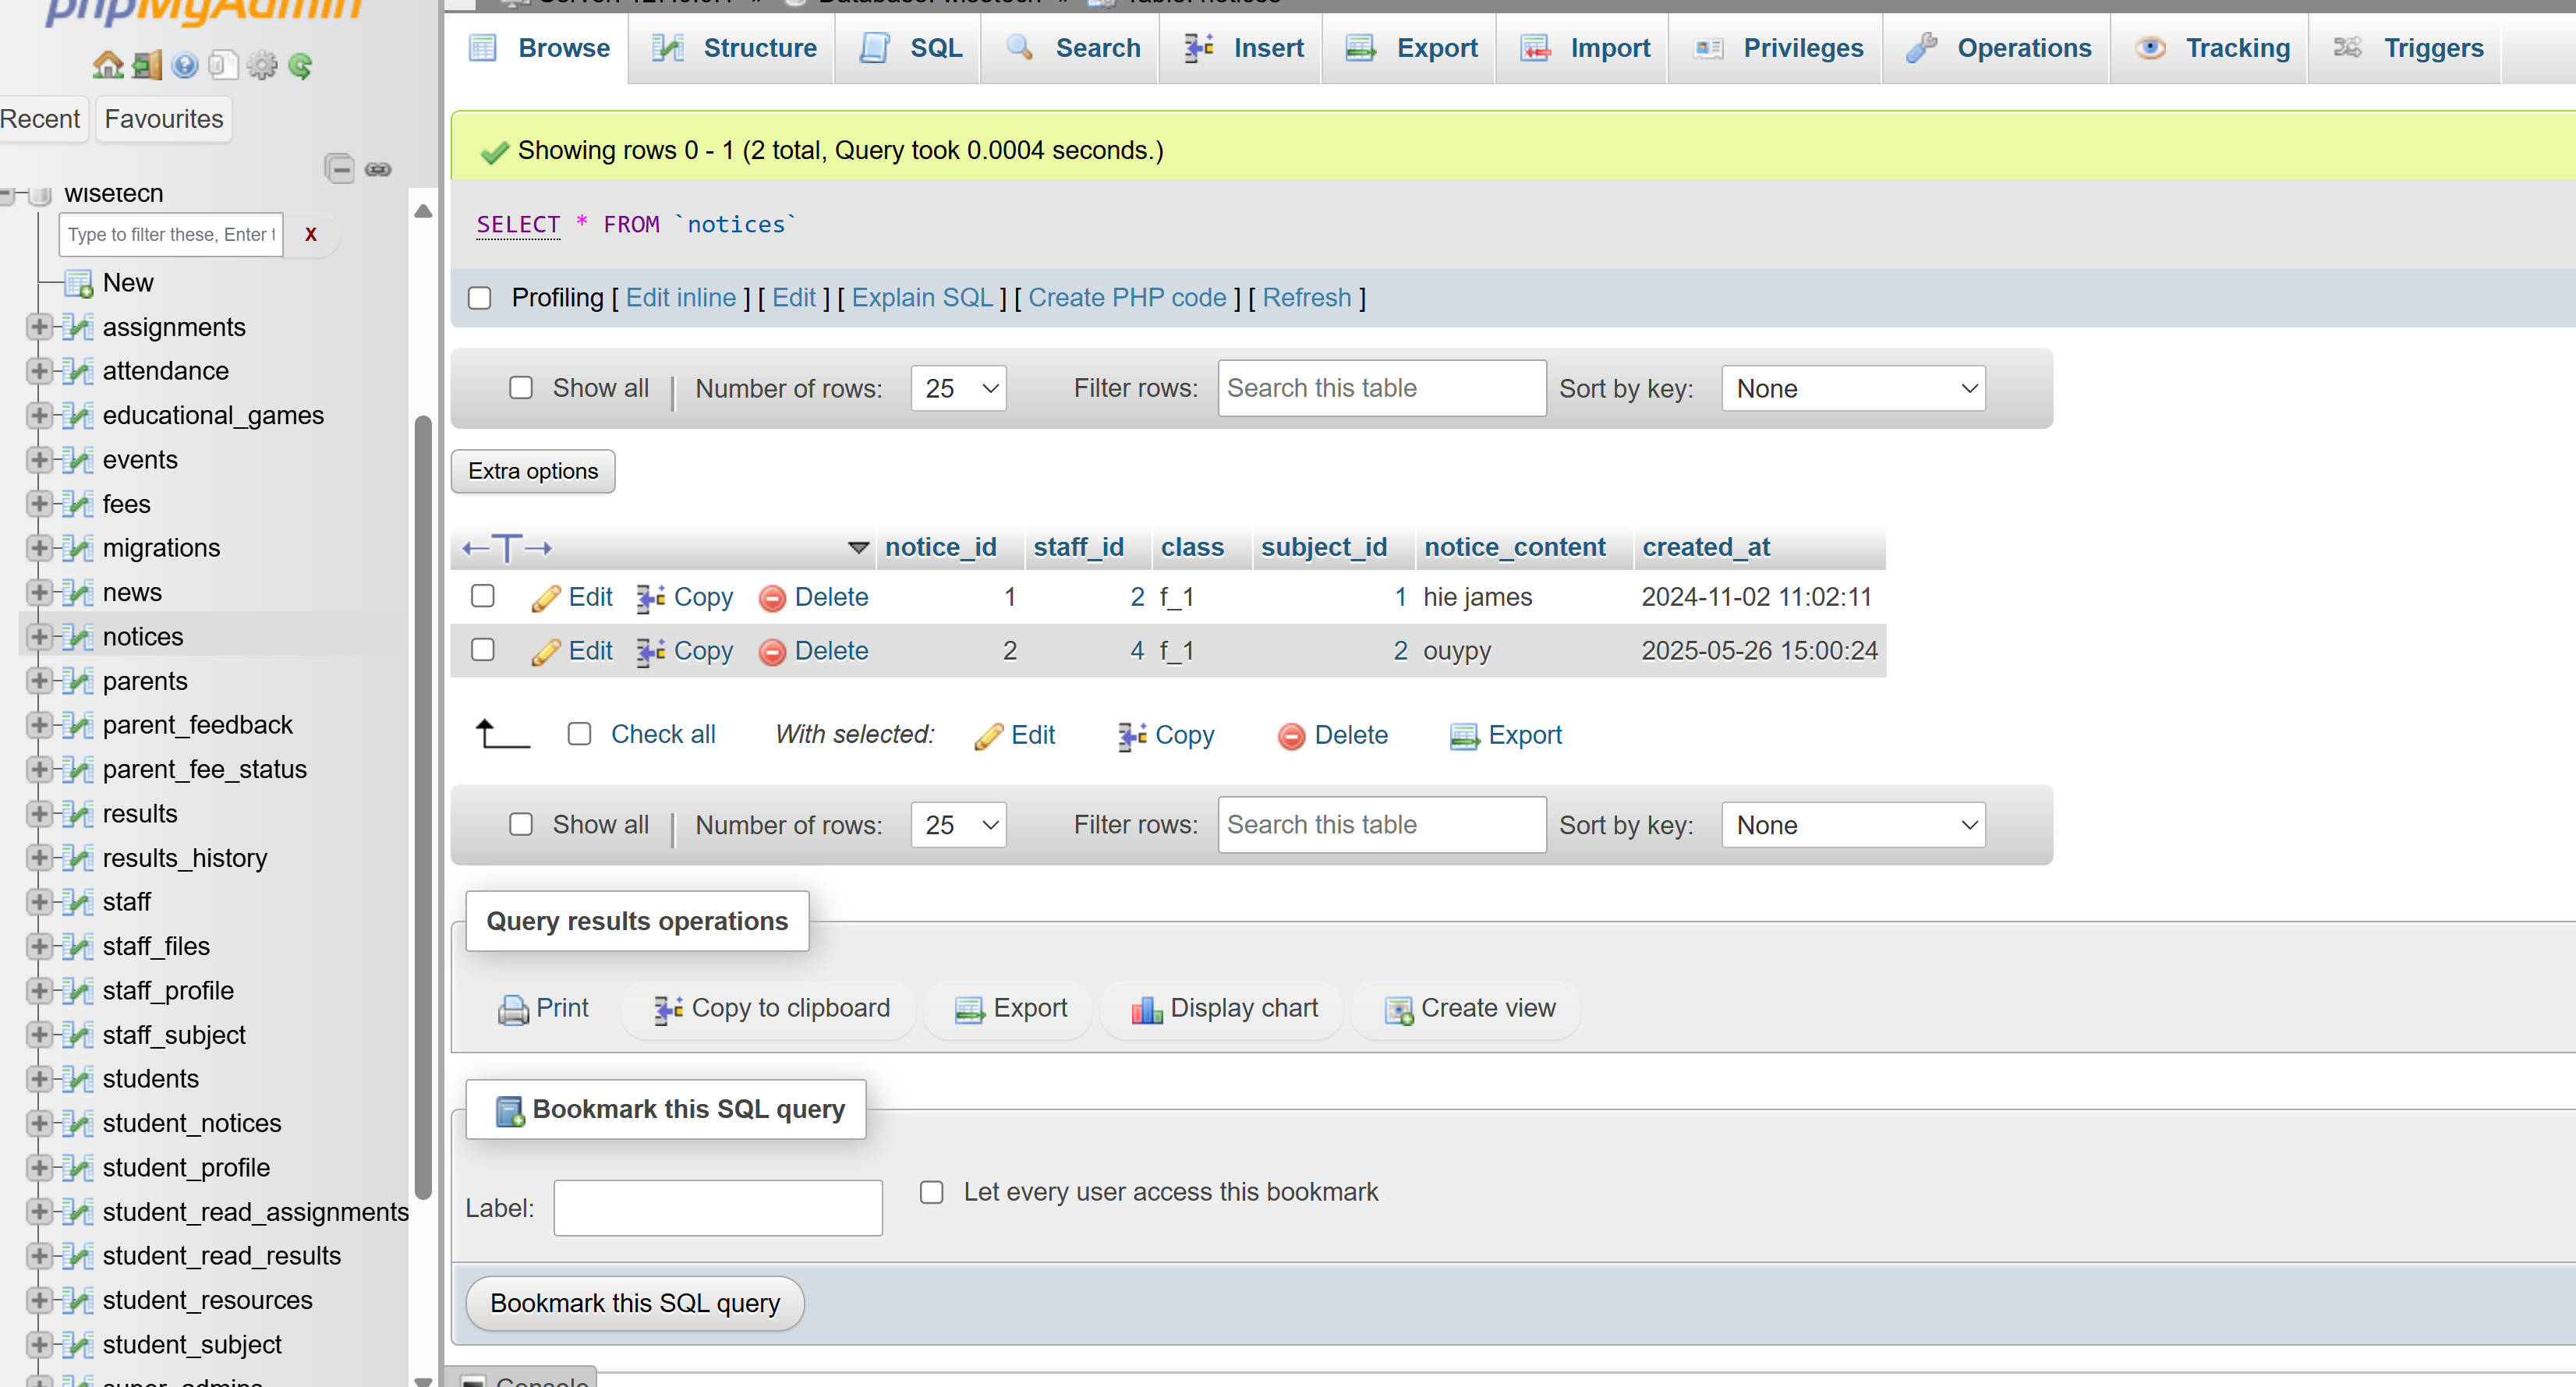 phpMyAdmin
Recent Favourites
wisetech
Type to filter these, Enter t X
New
assignments
attendance
educational_games
events
fees
migrations
news
notices
parents
parent_feedback
parent_fee_status
results
results_history
staff
staff_files
staff_profile
staff_subject
students
student_notices
student_profile
student_read_assignments
student_read_results
student_resources
student_subject
super_admins
Browse Structure SQL Search Insert Export Import Privileges Operations Tracking Triggers
Showing rows 0 - 1 (2 total, Query took 0.0004 seconds.)
SELECT * FROM `notices`
Profiling [ Edit inline ] [ Edit ] [ Explain SQL ] [ Create PHP code ] [ Refresh ]
Show all | Number of rows: 25 Filter rows: Search this table Sort by key: None
Extra options
←T→ notice_id staff_id class subject_id notice_content created_at
Edit Copy Delete 1 2 f_1 1 hie james 2024-11-02 11:02:11
Edit Copy Delete 2 4 f_1 2 ouypy 2025-05-26 15:00:24
Check all With selected: Edit Copy Delete Export
Show all | Number of rows: 25 Filter rows: Search this table Sort by key: None
Query results operations
Print Copy to clipboard Export Display chart Create view
Bookmark this SQL query
Label: Let every user access this bookmark
Bookmark this SQL query
Console